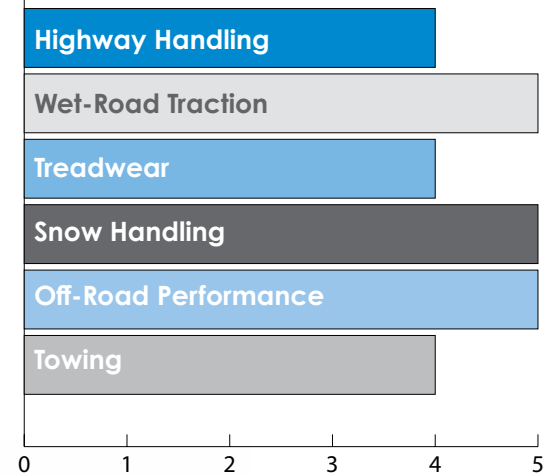 Highway Handling
Wet-Road Traction
Treadwear
Snow Handling
Off-Road Performance
Towing
0 1 2 3 4 5